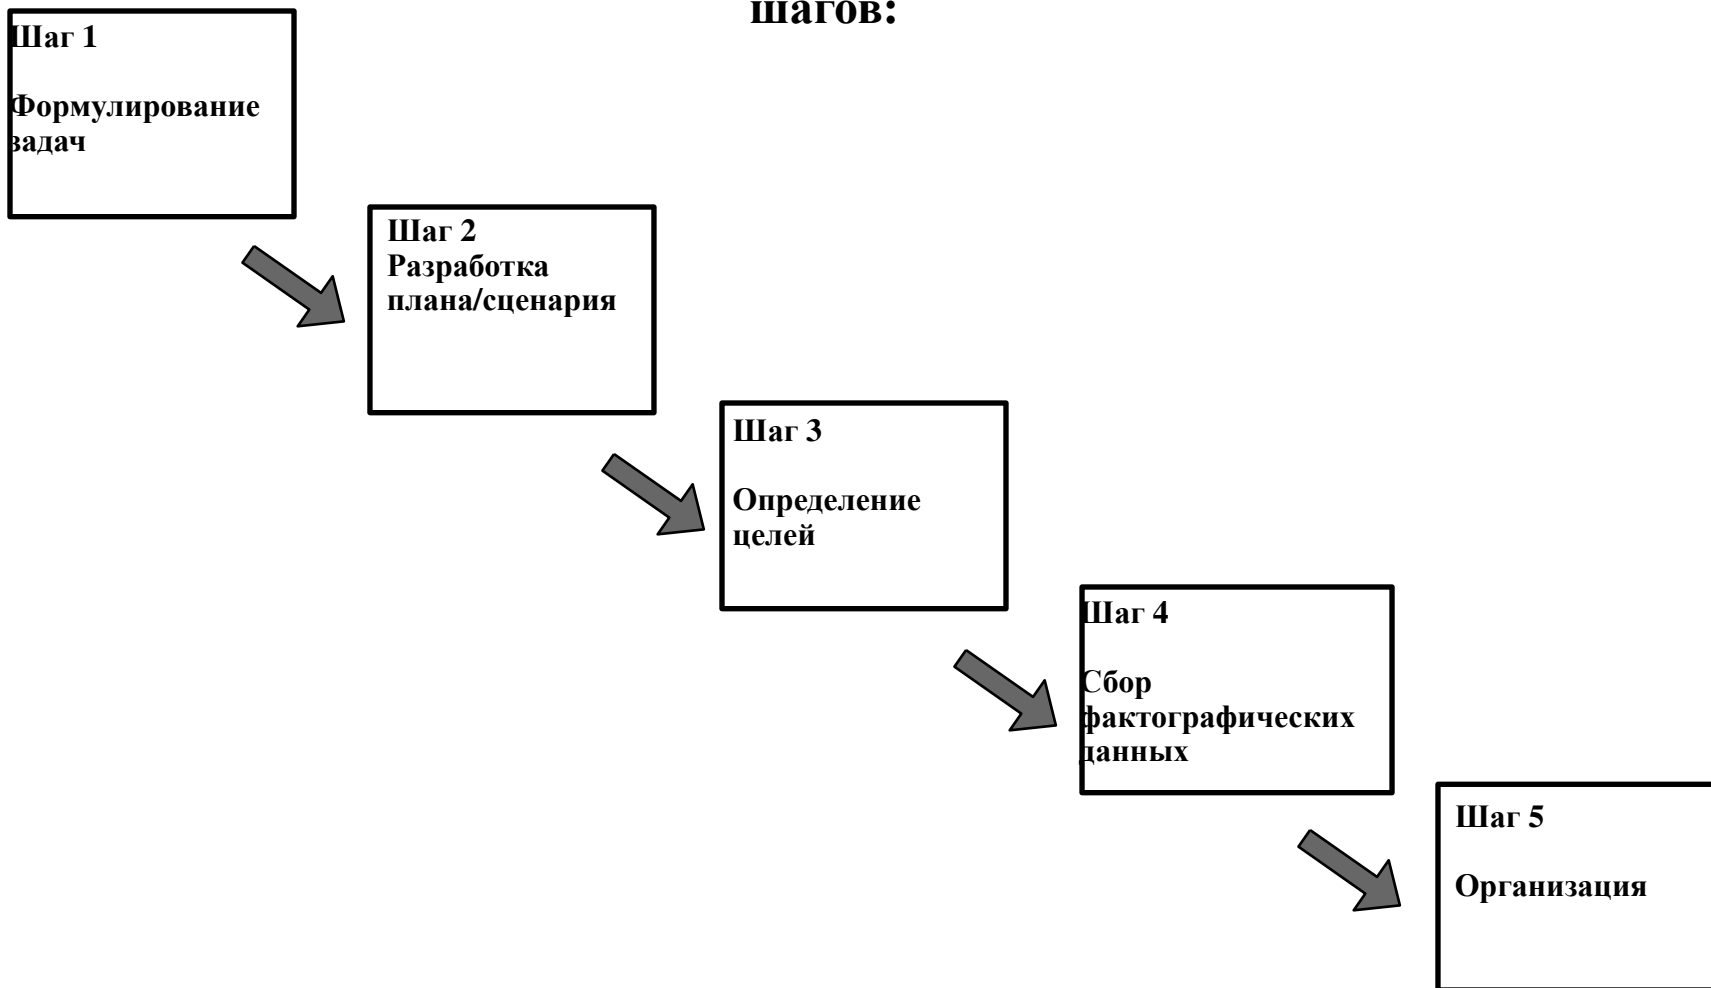 шагов:
Шаг 1
Формулирование
задач
Шаг 2
Разработка
плана/сценария
Шаг 3
Определение
целей
Шаг 4
Сбор
фактографических
данных
Шаг 5
Организация